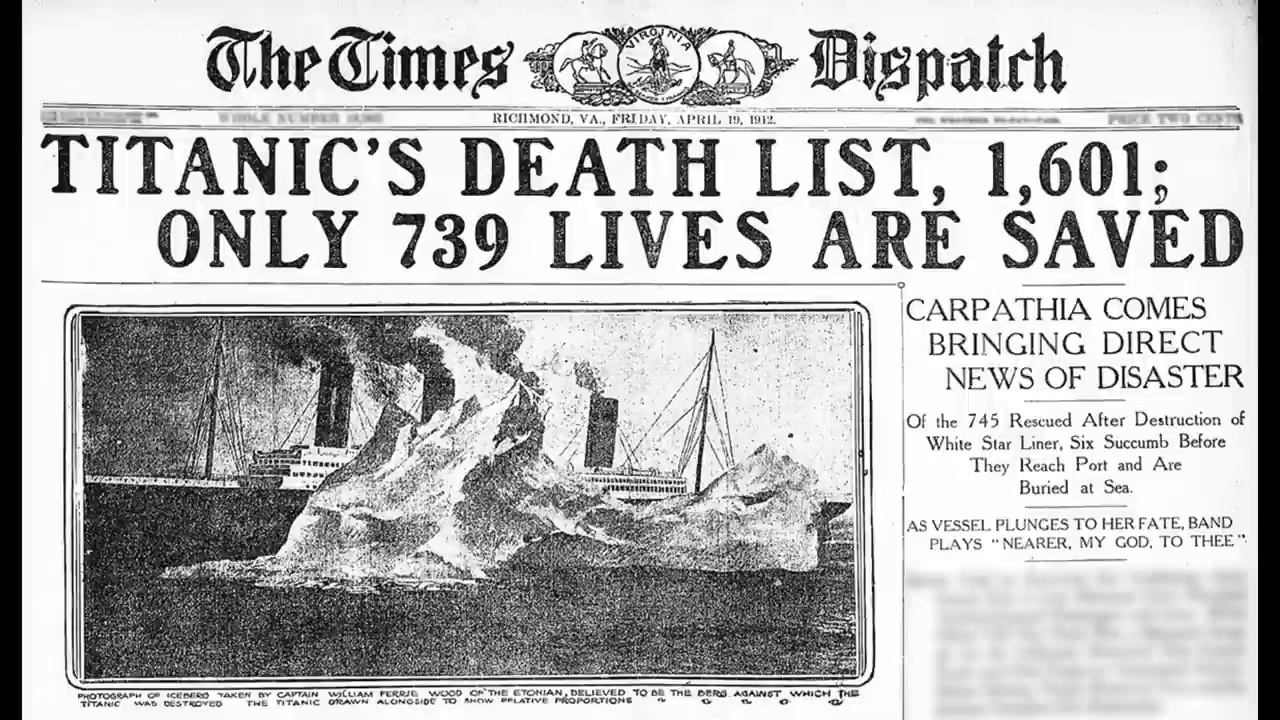 The Times Dispatch
VIRGINIA
RICHMOND, VA., FRIDAY, APRIL 19, 1912.
PRICE TWO CENTS
TITANIC'S DEATH LIST, 1,601;
ONLY 739 LIVES ARE SAVED
CARPATHIA COMES
BRINGING DIRECT
NEWS OF DISASTER
Of the 745 Rescued After Destruction of
White Star Liner, Six Succumb Before
They Reach Port and Are
Buried at Sea.
AS VESSEL PLUNGES TO HER FATE, BAND
PLAYS "NEARER, MY GOD, TO THEE".
PHOTOGRAPH OF ICEBERG TAKEN BY CAPTAIN WILLIAM FERRIE WOOD OF THE ETONIAN, BELIEVED TO BE THE BERG AGAINST WHICH THE
TITANIC WAS DESTROYED THE TITANIC DRAWN ALONGSIDE TO SHOW RELATIVE PROPORTIONS